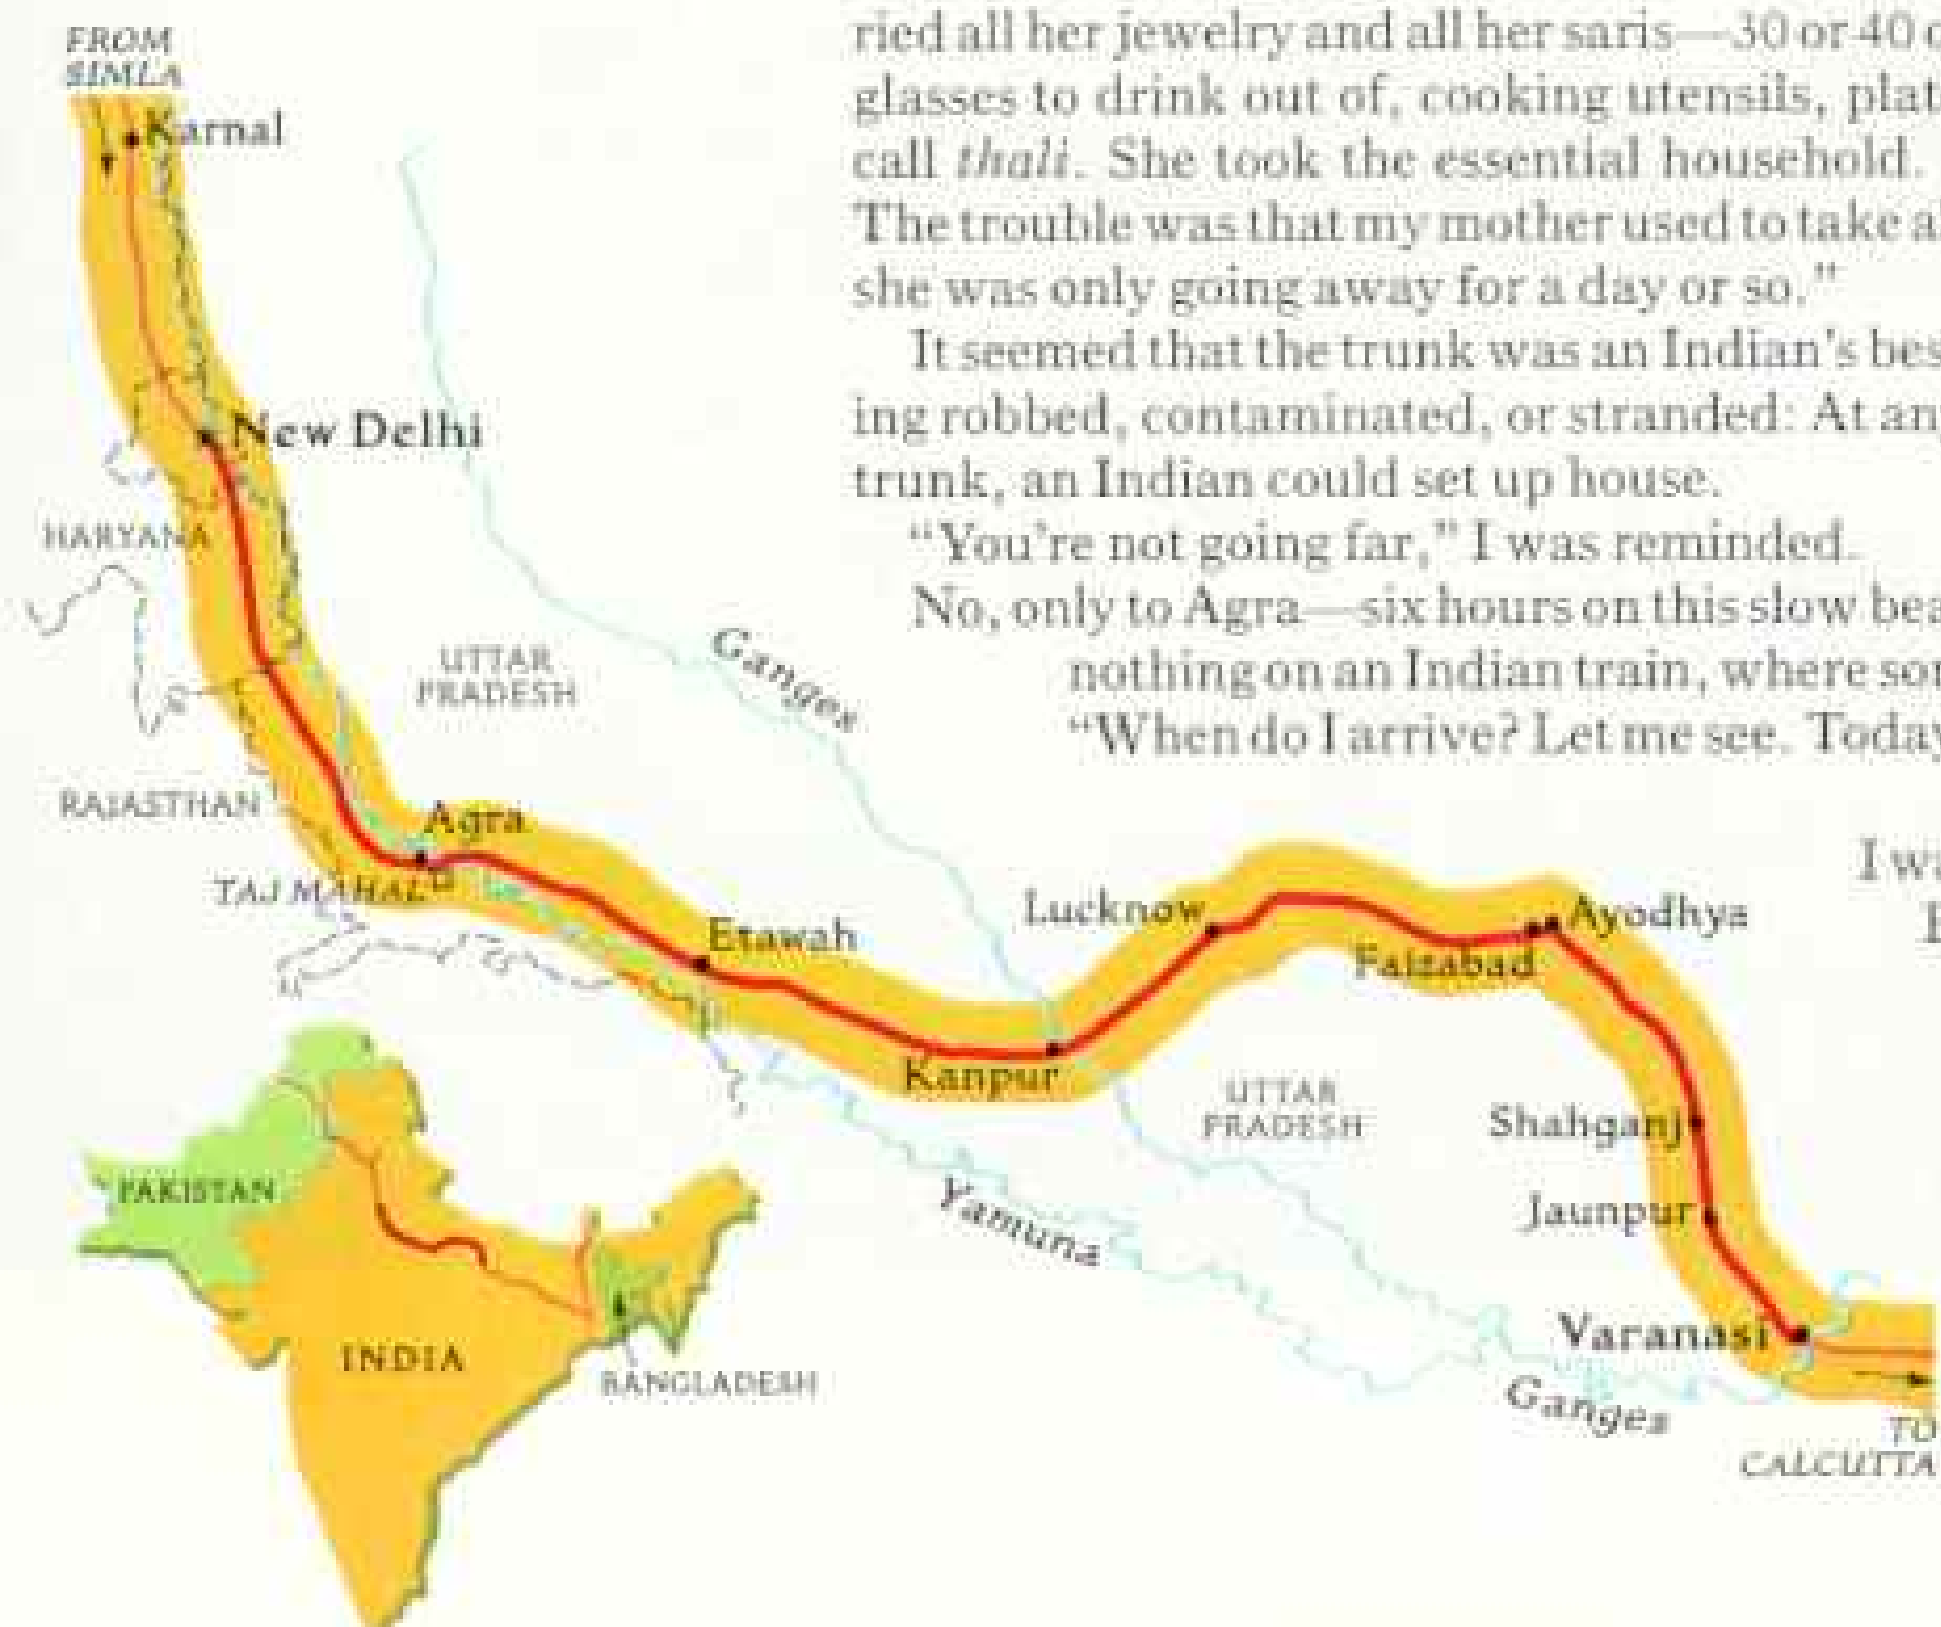 FROM
SIMLA
Karnal
New Delhi
HARYANA
UTTAR
PRADESH
Ganges
RAJASTHAN
Agra
TAJ MAHAL
Etawah
Kanpur
Lucknow
Faizabad
Ayodhya
UTTAR
PRADESH
Shahganj
Jaunpur
Yamuna
Varanasi
Ganges
TO
CALCUTTA
PAKISTAN
INDIA
BANGLADESH
ried all her jewelry and all her saris—30 or 40
glasses to drink out of, cooking utensils,
call thali. She took the essential household.
The trouble was that my mother used to take
she was only going away for a day or so."
It seemed that the trunk was an Indian's
ing robbed, contaminated, or stranded: At
trunk, an Indian could set up house.
"You're not going far," I was reminded.
No, only to Agra—six hours on this slow
nothing on an Indian train, where
"When do I arrive? Let me see. Today
I